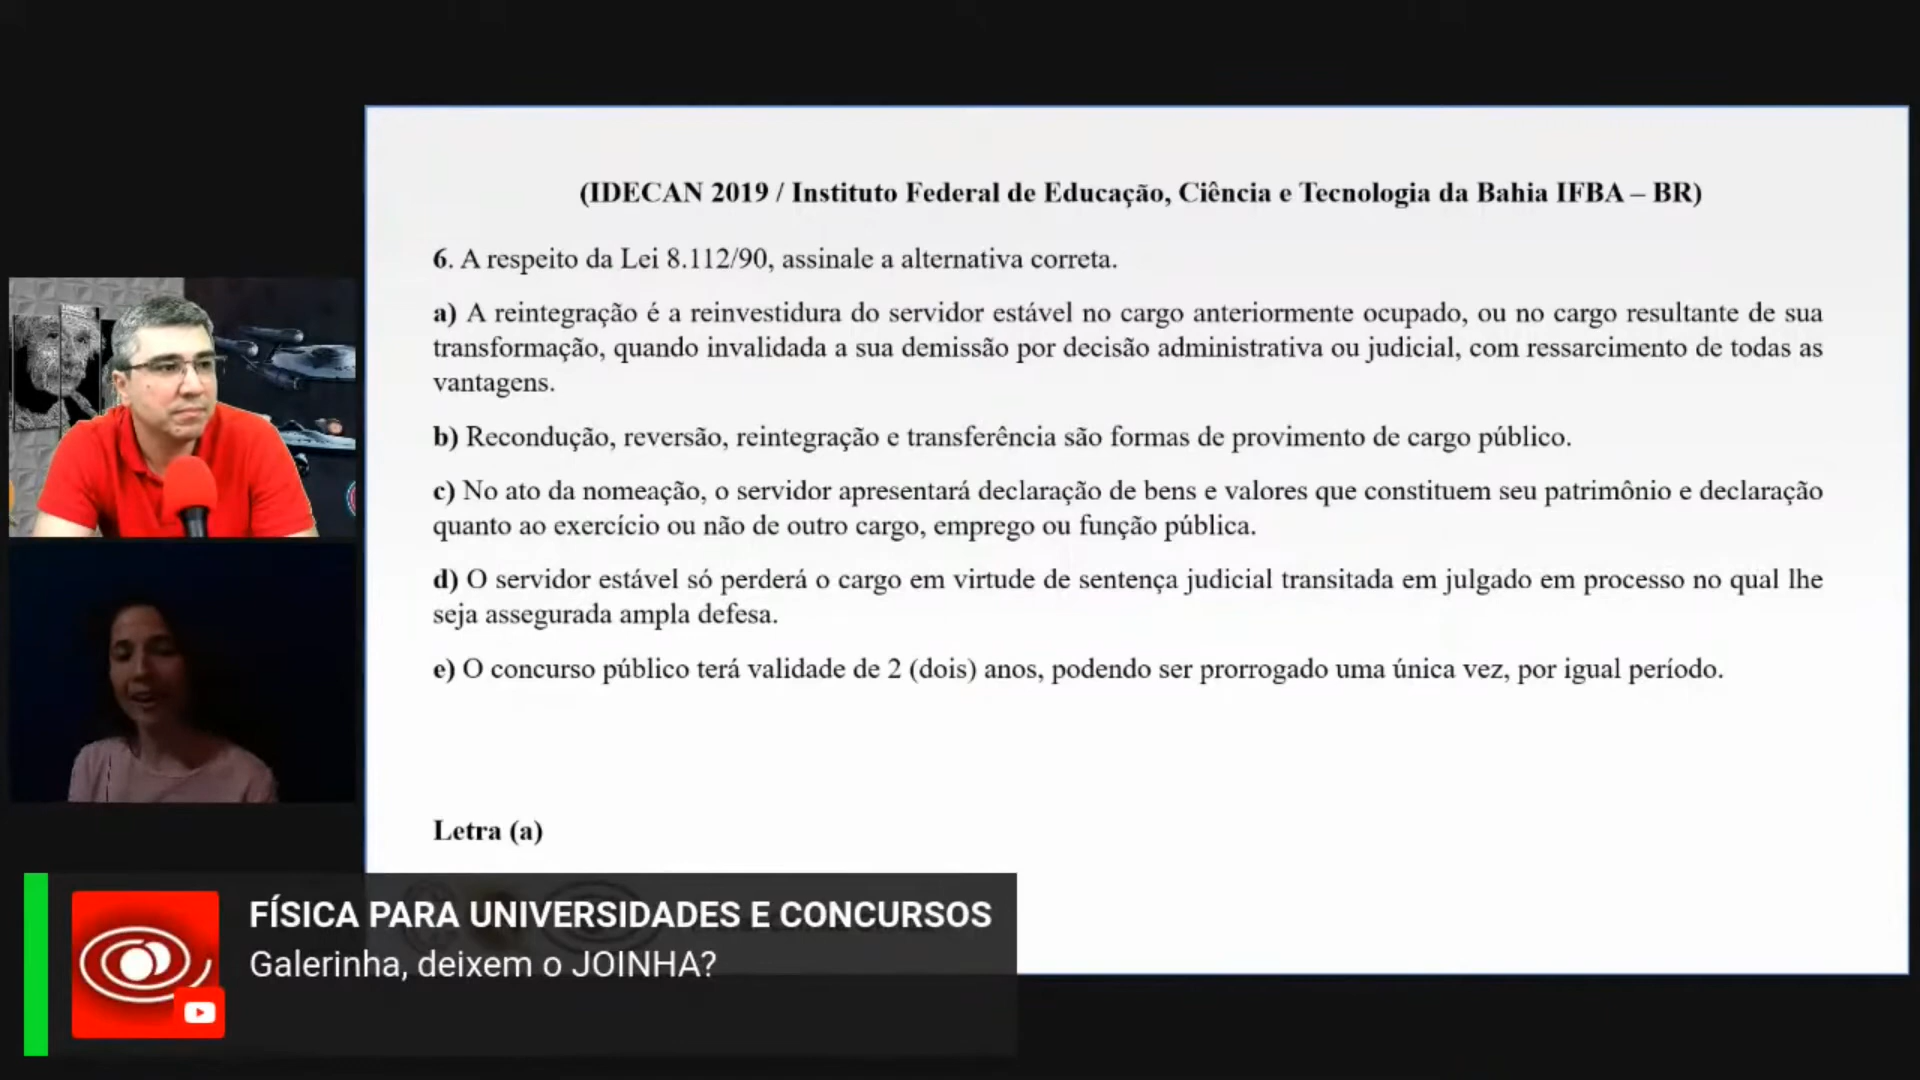 (IDECAN 2019 / Instituto Federal de Educação, Ciência e Tecnologia da Bahia IFBA – BR)
6. A respeito da Lei 8.112/90, assinale a alternativa correta.
a) A reintegração é a reinvestidura do servidor estável no cargo anteriormente ocupado, ou no cargo resultante de sua
transformação, quando invalidada a sua demissão por decisão administrativa ou judicial, com ressarcimento de todas as
vantagens.
b) Recondução, reversão, reintegração e transferência são formas de provimento de cargo público.
c) No ato da nomeação, o servidor apresentará declaração de bens e valores que constituem seu patrimônio e declaração
quanto ao exercício ou não de outro cargo, emprego ou função pública.
d) O servidor estável só perderá o cargo em virtude de sentença judicial transitada em julgado em processo no qual lhe
seja assegurada ampla defesa.
e) O concurso público terá validade de 2 (dois) anos, podendo ser prorrogado uma única vez, por igual período.
Letra (a)
FÍSICA PARA UNIVERSIDADES E CONCURSOS
Galerinha, deixem o JOINHA?